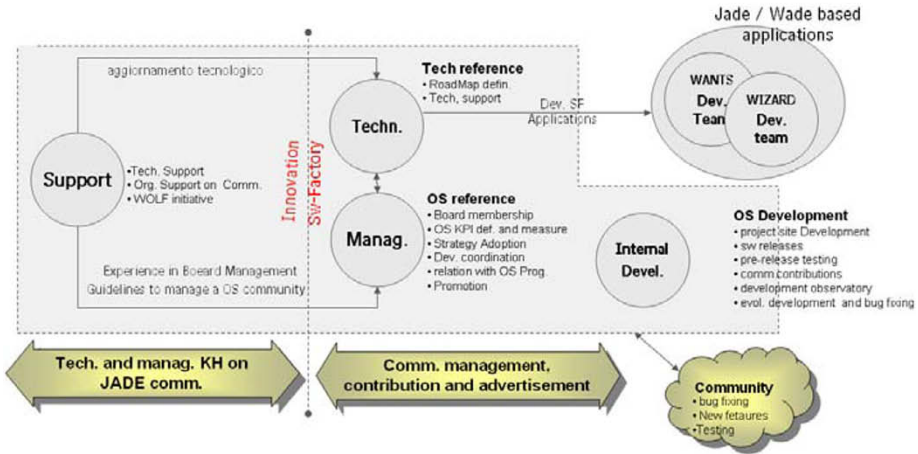 Jade / Wade based
applications
aggiornamento tecnologico
Tech reference
•RoadMap defin.
•Tech, support
Techn.
Dev. SF
Applications
WANTS
Dev.
Team
WIZARD
Dev.
team
Support
•Tech. Support
•Org. Support on Comm.
•WOLF initiative
Innovation
Sw-Factory
Manag.
OS reference
•Board membership
•OS KPI def. and measure
•Strategy Adoption
•Dev. coordination
•relation with OS Prog.
•Promotion
Internal
Devel.
OS Development
•project site Development
•sw releases
•pre-release testing
•comm contributions
•development observatory
•evol. development and bug fixing
Experience in Boeard Management
Guidelines to manage a OS community
Tech. and manag. KH on
JADE comm.
Comm. management,
contribution and advertisement
Community
•bug fixing
•New fetaures
•Testing